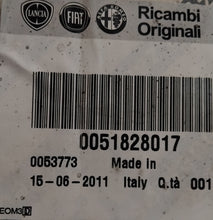 LANCIA FIAT Ricambi
Originali
0051828017
0053773 Made in
15-06-2011 Italy Q.tà 001